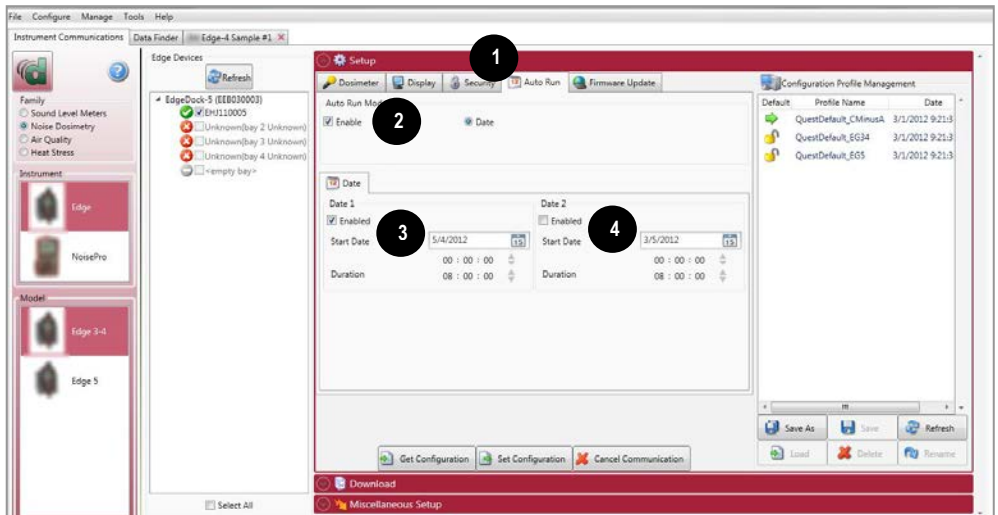 File Configure Manage Tools Help
Instrument Communications Data Finder Edge-4 Sample #1
Family
Sound Level Meters
Noise Dosimetry
Air Quality
Heat Stress
Instrument
Edge
NoisePro
Model
Edge 3-4
Edge 5
Edge Devices
Refresh
EdgeDock-5 (EEB030003)
EHJ110005
Unknown(bay 2 Unknown)
Unknown(bay 3 Unknown)
Unknown(bay 4 Unknown)
<empty bay>
Select All
Setup
1
Dosimeter Display Security Auto Run Firmware Update
Auto Run Mod
Enable 2 Date
Date
Date 1
Enabled
3
Start Date 5/4/2012 15
00 : 00 : 00
Duration 08 : 00 : 00
Date 2
Enabled
4
Start Date 3/5/2012 15
00 : 00 : 00
Duration 08 : 00 : 00
Get Configuration Set Configuration Cancel Communication
Configuration Profile Management
Default Profile Name Date
QuestDefault_CMinusA 3/1/2012 9:21:3
QuestDefault_EG34 3/1/2012 9:21:3
QuestDefault_EG5 3/1/2012 9:21:3
Save As Save Refresh
Load Delete Rename
Download
Miscellaneous Setup